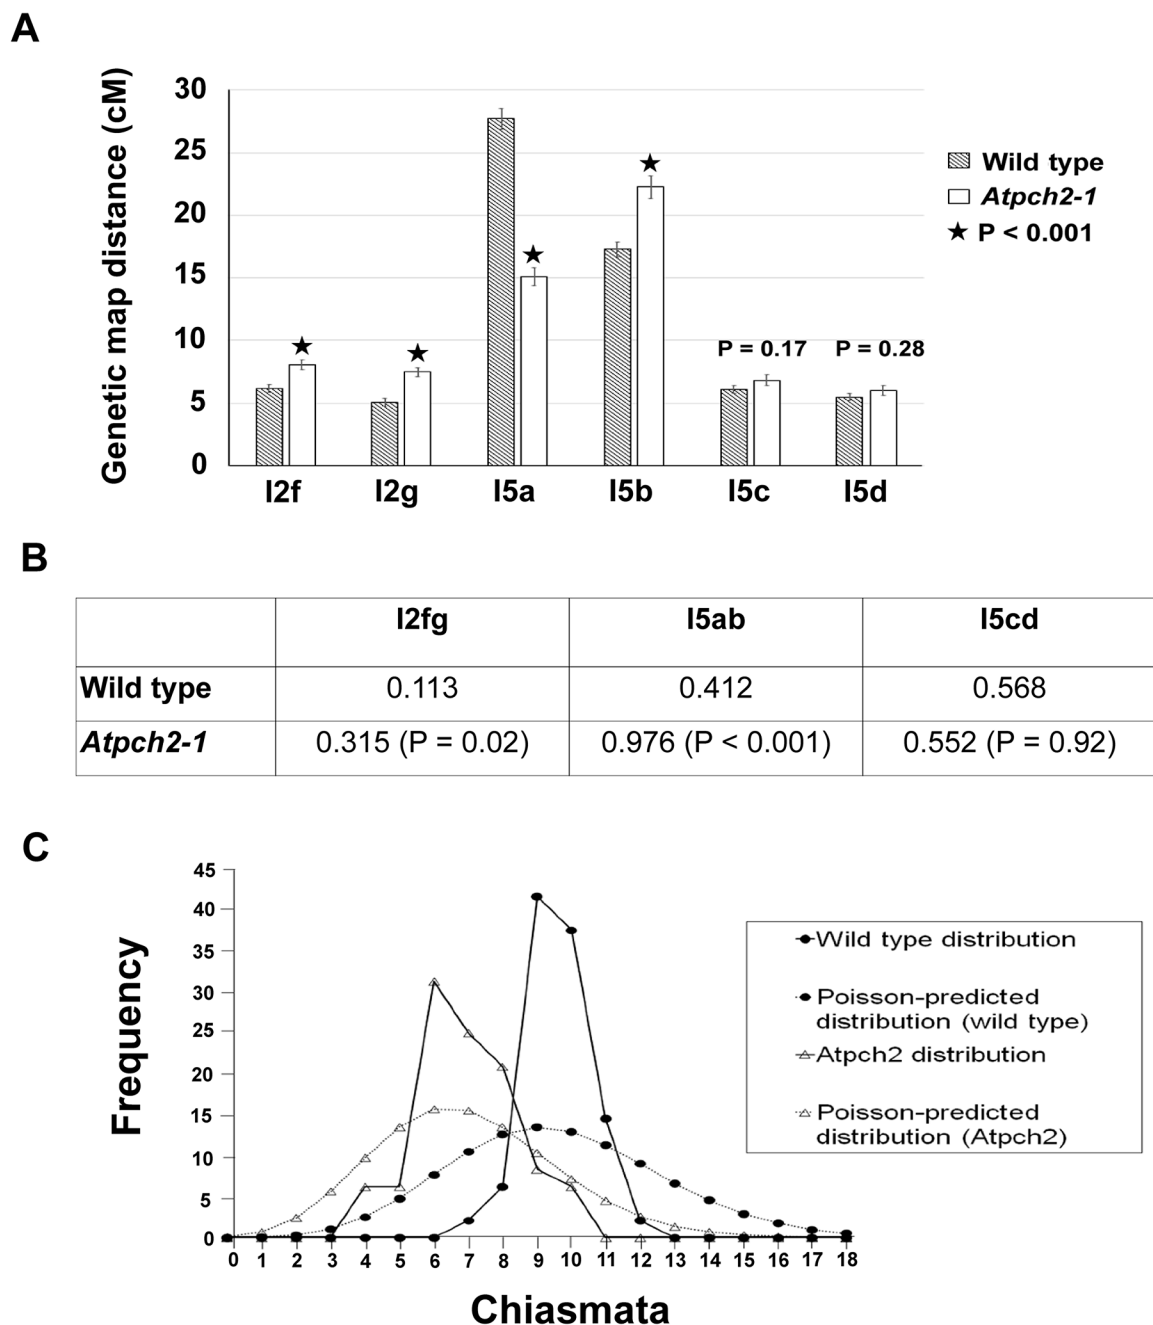 A
Genetic map distance (cM)
30
25
20
15
10
5
0
★
★
★
★
P = 0.17
P = 0.28
I2f
I2g
I5a
I5b
I5c
I5d
Wild type
Atpch2-1
★ P < 0.001
B
I2fg I5ab I5cd
Wild type 0.113 0.412 0.568
Atpch2-1 0.315 (P = 0.02) 0.976 (P < 0.001) 0.552 (P = 0.92)
C
Frequency
45
40
35
30
25
20
15
10
5
0
0 1 2 3 4 5 6 7 8 9 10 11 12 13 14 15 16 17 18
Chiasmata
Wild type distribution
Poisson-predicted
distribution (wild type)
Atpch2 distribution
Poisson-predicted
distribution (Atpch2)